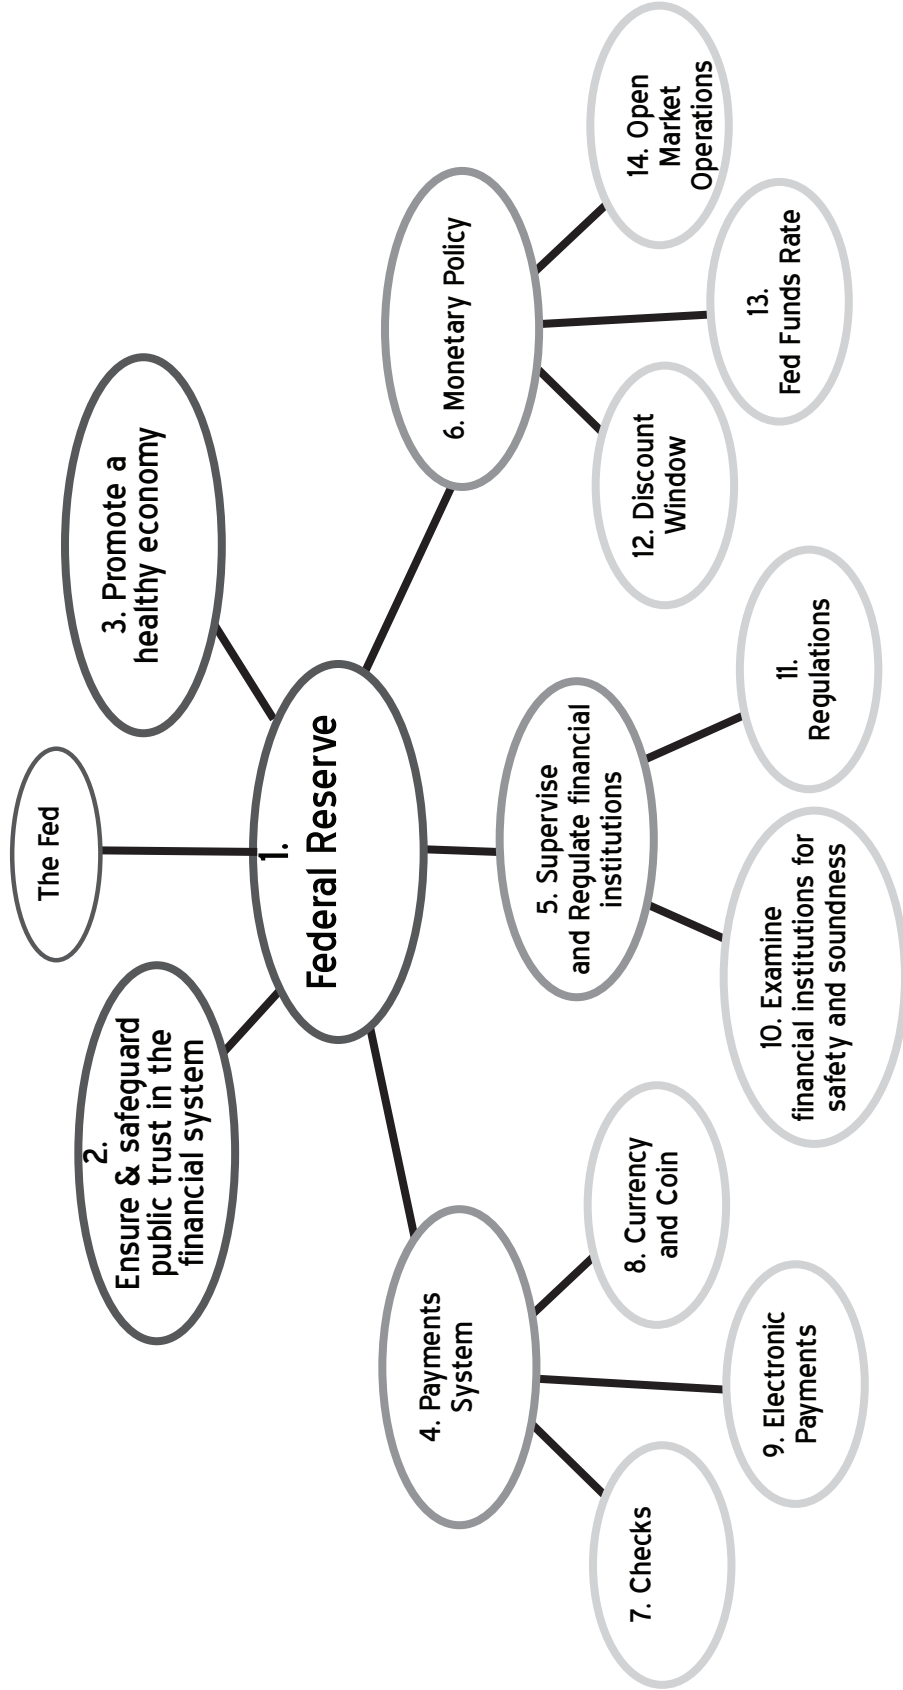 The Fed
1.
Federal Reserve
2.
Ensure & safeguard
public trust in the
financial system
3. Promote a
healthy economy
4. Payments
System
5. Supervise
and Regulate financial
institutions
6. Monetary Policy
7. Checks
8. Currency
and Coin
9. Electronic
Payments
10. Examine
financial institutions for
safety and soundness
11.
Regulations
12. Discount
Window
13.
Fed Funds Rate
14. Open
Market
Operations